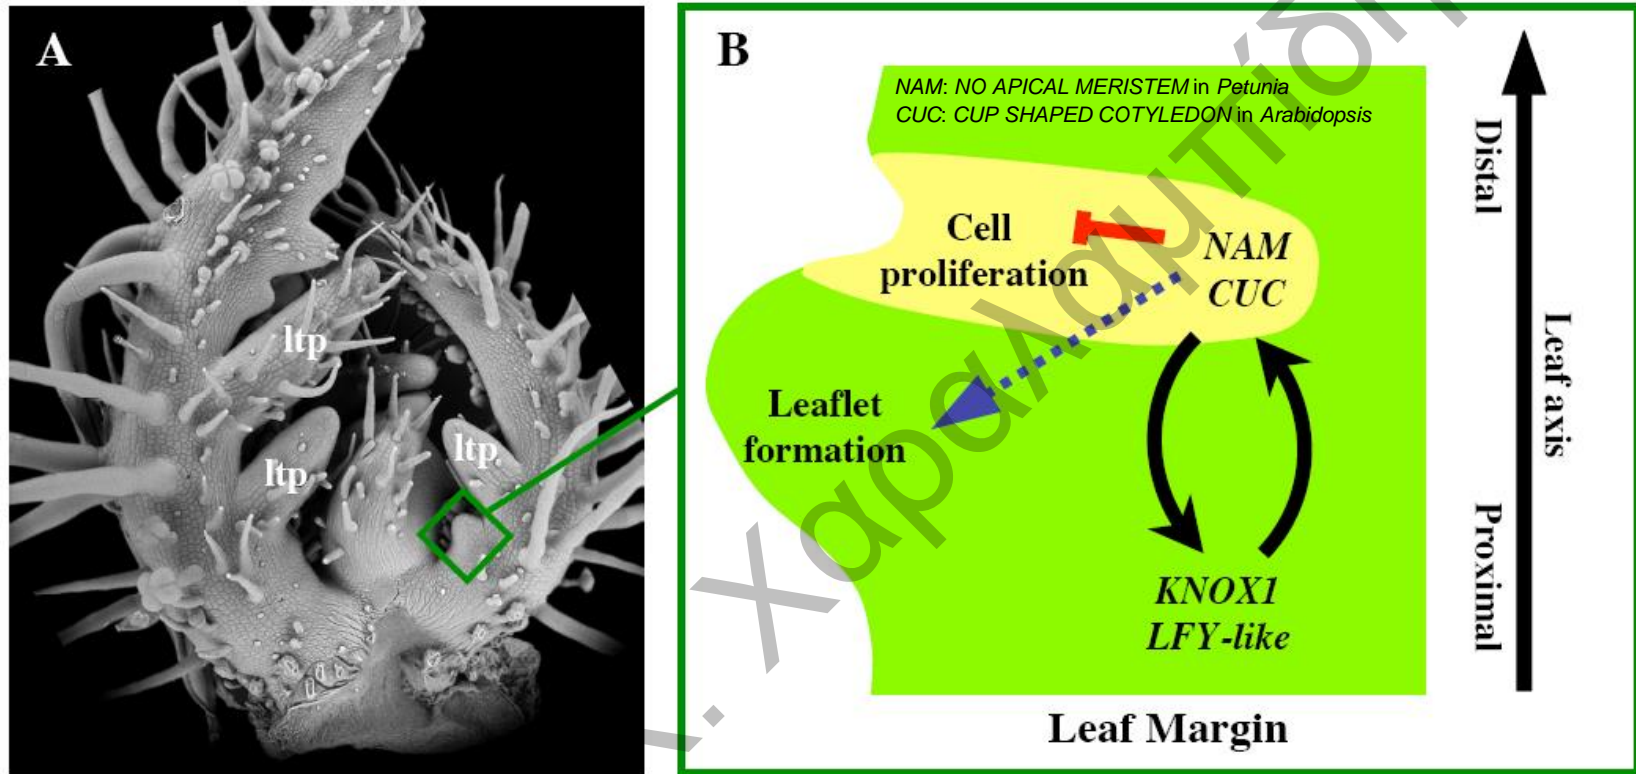 A
ltp
ltp
ltp
B
NAM: NO APICAL MERISTEM in Petunia
CUC: CUP SHAPED COTYLEDON in Arabidopsis
Cell
proliferation
NAM
CUC
Leaflet
formation
KNOX1
LFY-like
Leaf Margin
Distal
Leaf axis
Proximal
Χαραλαμπίδη